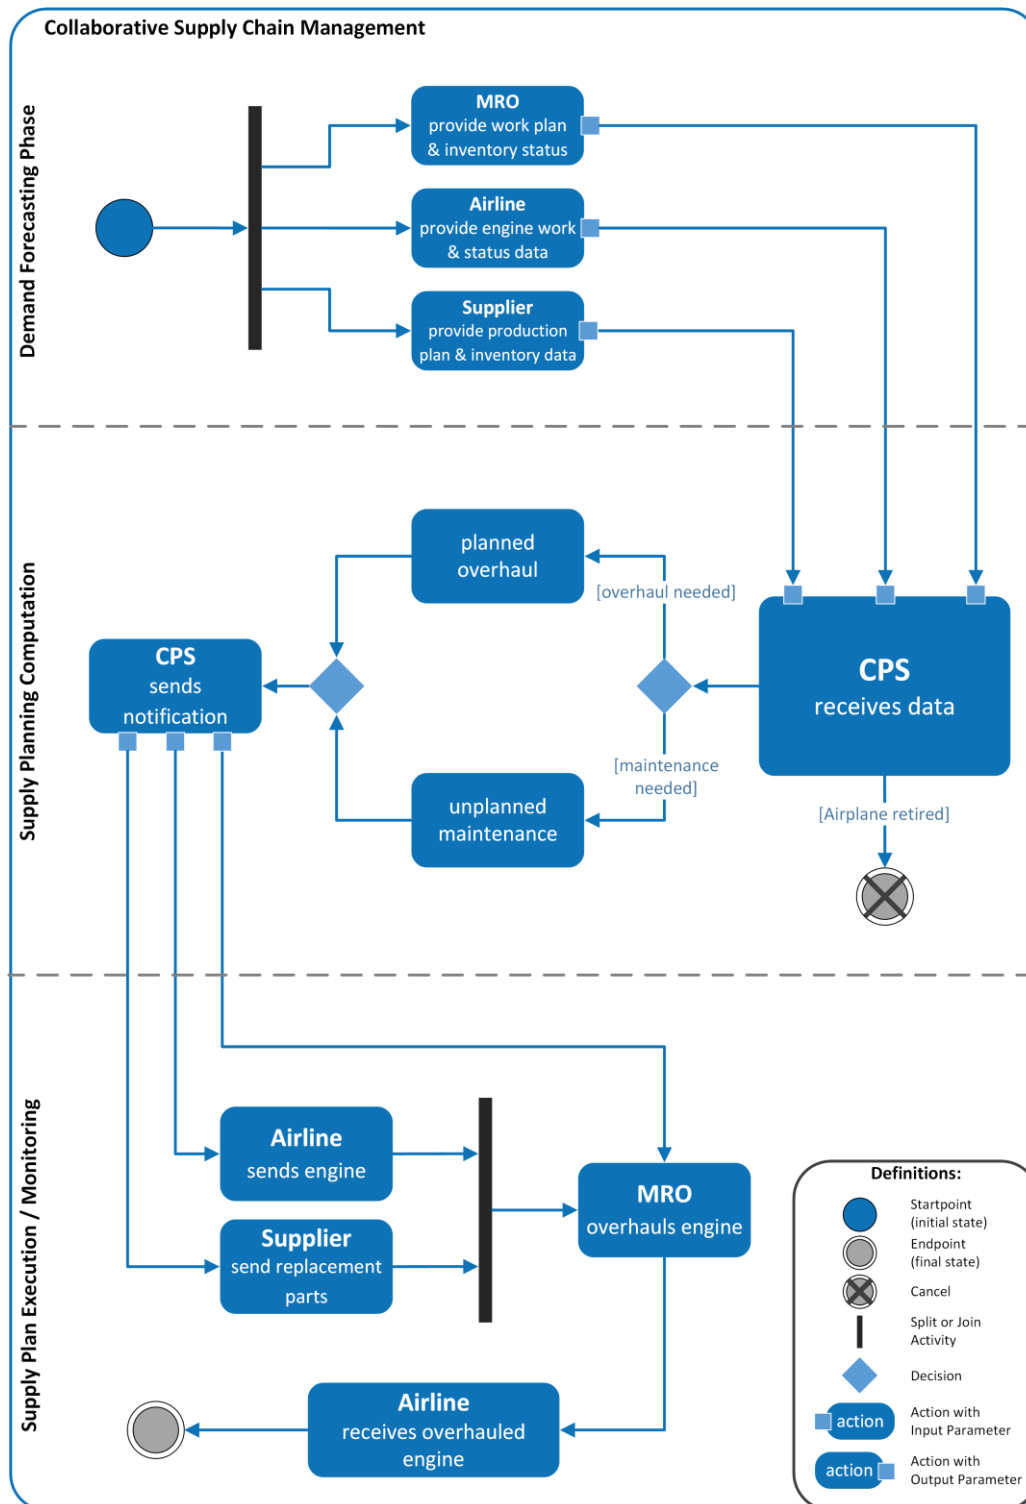 Collaborative Supply Chain Management
Demand Forecasting Phase
MRO
provide work plan
& inventory status
Airline
provide engine work
& status data
Supplier
provide production
plan & inventory data
Supply Planning Computation
planned
overhaul
[overhaul needed]
CPS
sends
notification
CPS
receives data
[maintenance
needed]
unplanned
maintenance
[Airplane retired]
Supply Plan Execution / Monitoring
Airline
sends engine
Supplier
send replacement
parts
MRO
overhauls engine
Airline
receives overhauled
engine
Definitions:
Startpoint
(initial state)
Endpoint
(final state)
Cancel
Split or Join
Activity
Decision
action
Action with
Input Parameter
action
Action with
Output Parameter